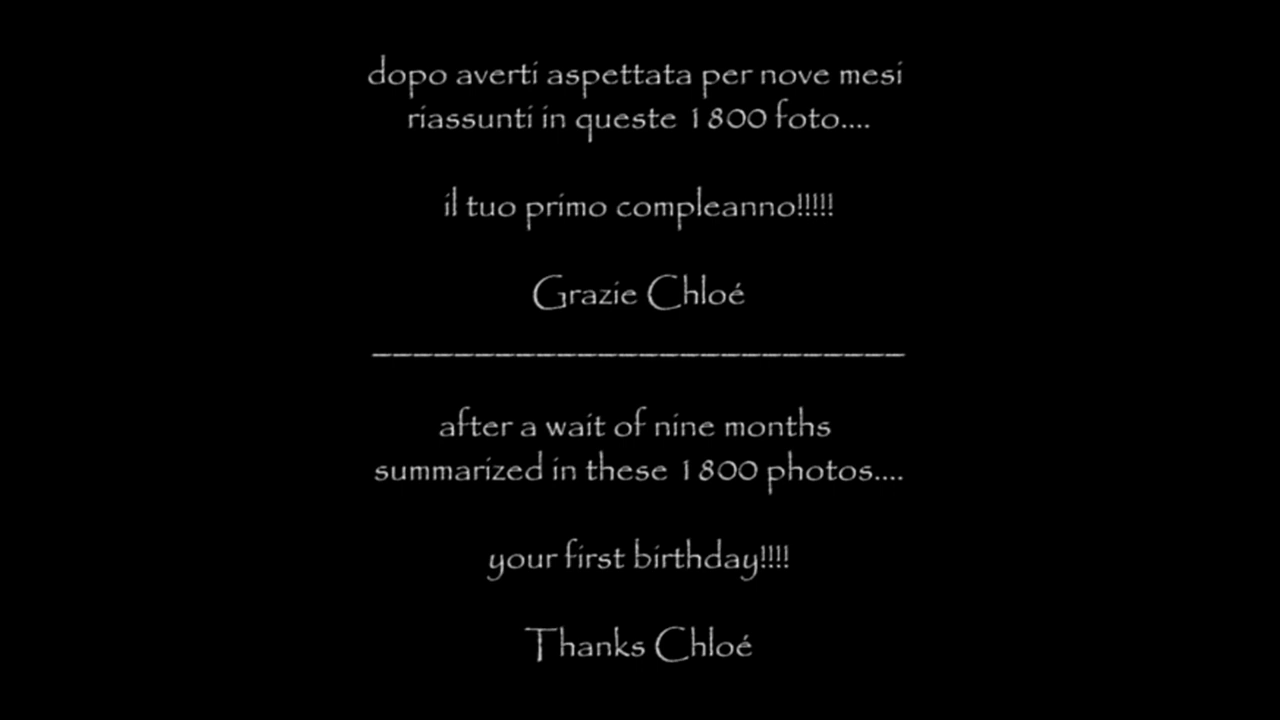 dopo averti aspettata per nove mesi
riassunti in queste 1800 foto....
il tuo primo compleanno!!!!!
Grazie Chloé
__________________________
after a wait of nine months
summarized in these 1800 photos....
your first birthday!!!!
Thanks Chloé